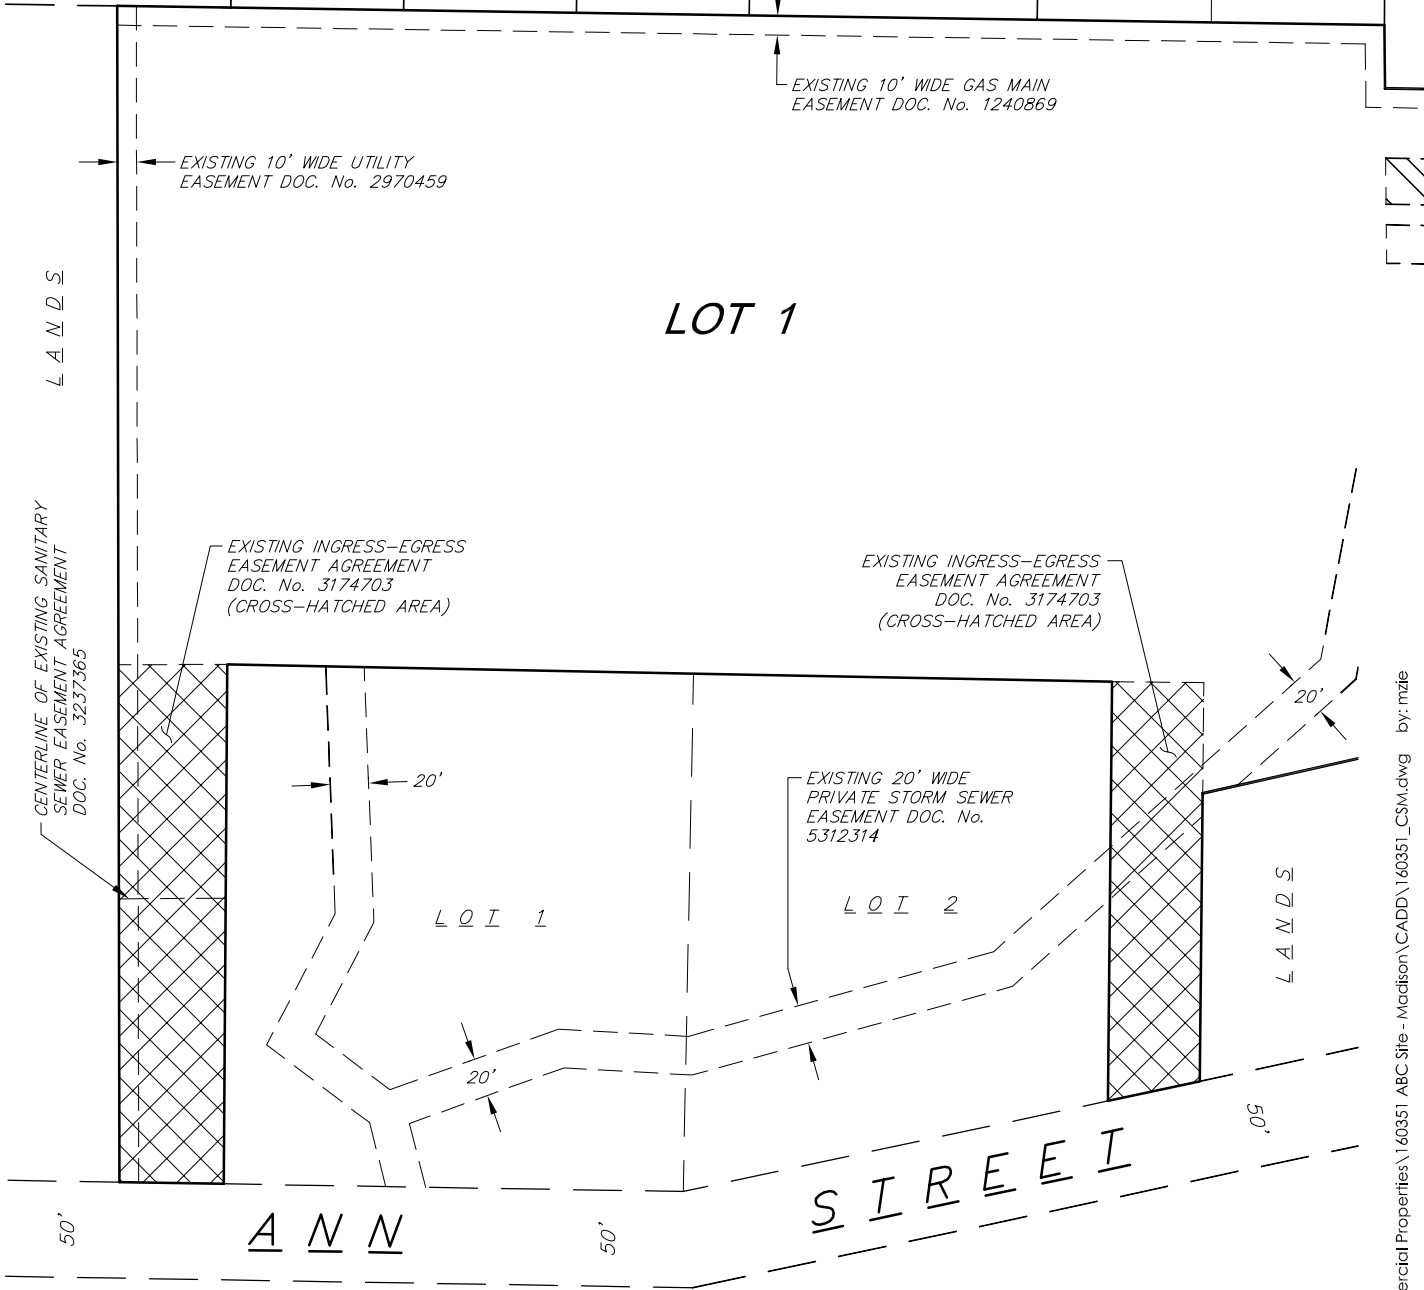 EXISTING 10' WIDE GAS MAIN
EASEMENT DOC. No. 1240869
EXISTING 10' WIDE UTILITY
EASEMENT DOC. No. 2970459
LANDS
LOT 1
CENTERLINE OF EXISTING SANITARY
SEWER EASEMENT AGREEMENT
DOC. No. 3237365
EXISTING INGRESS-EGRESS
EASEMENT AGREEMENT
DOC. No. 3174703
(CROSS-HATCHED AREA)
EXISTING INGRESS-EGRESS
EASEMENT AGREEMENT
DOC. No. 3174703
(CROSS-HATCHED AREA)
20'
20'
EXISTING 20' WIDE
PRIVATE STORM SEWER
EASEMENT DOC. No.
5312314
LOT 1
LOT 2
LANDS
20'
50'
ANN STREET
50'
50'
ercial Properties\160351 ABC Site - Madison\CADD\160351_CSM.dwg by: mzie